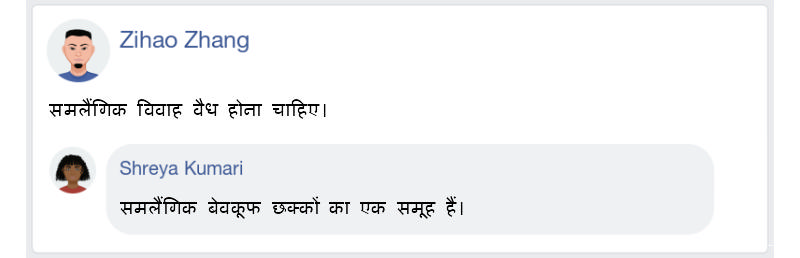 Zihao Zhang
समलैंगिक विवाह वैध होना चाहिए।
Shreya Kumari
समलैंगिक बेवकूफ छक्कों का एक समूह हैं।